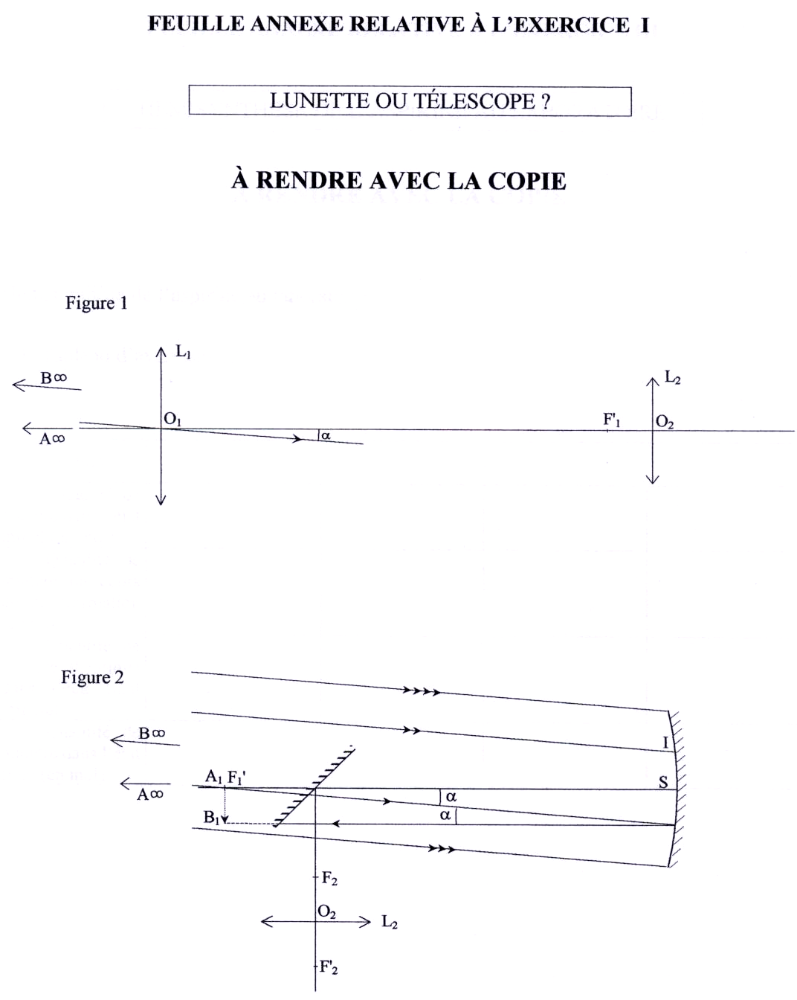 FEUILLE ANNEXE RELATIVE À L'EXERCICE I
LUNETTE OU TÉLESCOPE ?
À RENDRE AVEC LA COPIE
Figure 1
L₁
B∞
L₂
O₁
F'₁
O₂
A∞
α
Figure 2
B∞
I
A₁ F₁'
S
A∞
α
B₁
α
F₂
O₂
L₂
F'₂